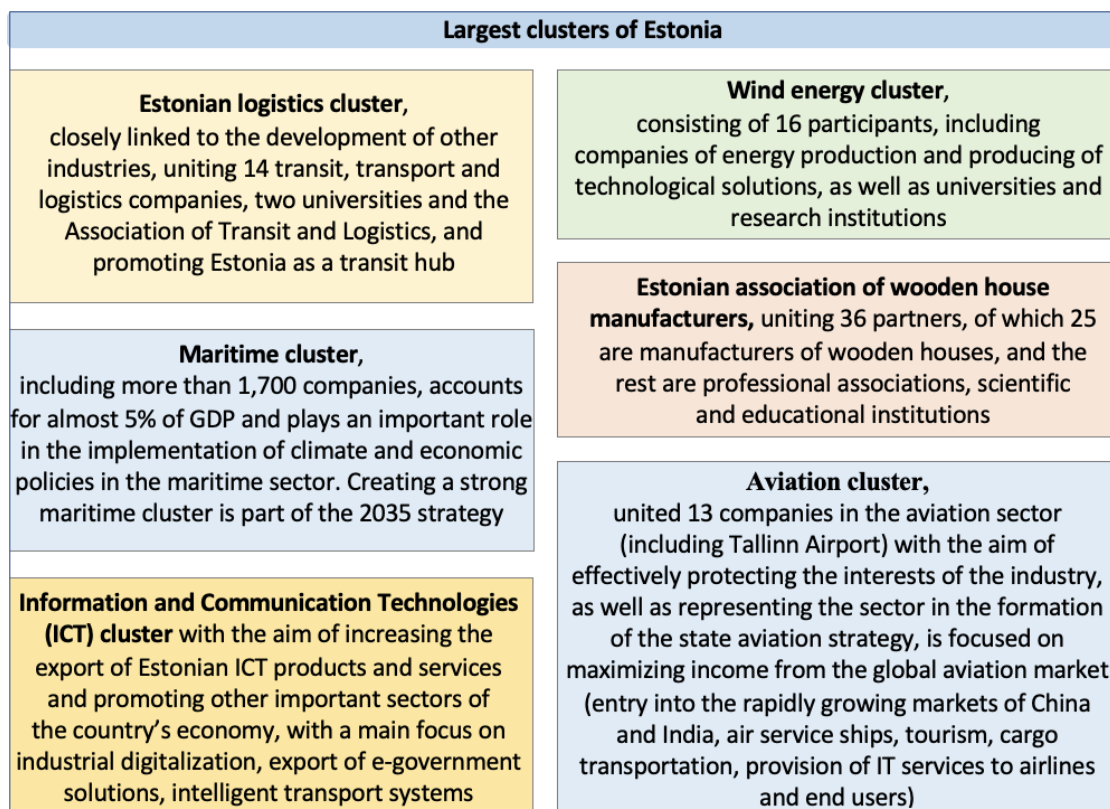 Largest clusters of Estonia
Estonian logistics cluster,
closely linked to the development of other
industries, uniting 14 transit, transport and
logistics companies, two universities and the
Association of Transit and Logistics, and
promoting Estonia as a transit hub
Maritime cluster,
including more than 1,700 companies, accounts
for almost 5% of GDP and plays an important role
in the implementation of climate and economic
policies in the maritime sector. Creating a strong
maritime cluster is part of the 2035 strategy
Information and Communication Technologies
(ICT) cluster with the aim of increasing the
export of Estonian ICT products and services
and promoting other important sectors of
the country’s economy, with a main focus on
industrial digitalization, export of e-government
solutions, intelligent transport systems
Wind energy cluster,
consisting of 16 participants, including
companies of energy production and producing of
technological solutions, as well as universities and
research institutions
Estonian association of wooden house
manufacturers, uniting 36 partners, of which 25
are manufacturers of wooden houses, and the
rest are professional associations, scientific
and educational institutions
Aviation cluster,
united 13 companies in the aviation sector
(including Tallinn Airport) with the aim of
effectively protecting the interests of the industry,
as well as representing the sector in the formation
of the state aviation strategy, is focused on
maximizing income from the global aviation market
(entry into the rapidly growing markets of China
and India, air service ships, tourism, cargo
transportation, provision of IT services to airlines
and end users)